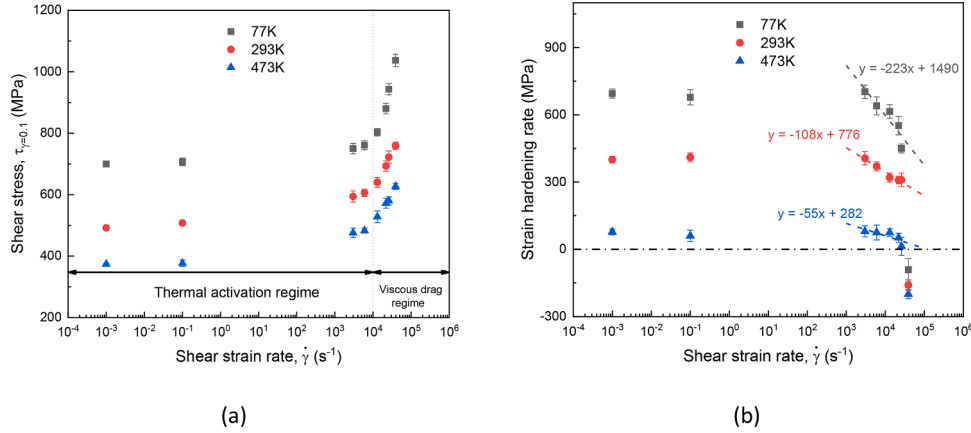 1200
1000
800
600
400
200
Shear stress, τγ=0.1 (MPa)
77K
293K
473K
Thermal activation regime
Viscous drag
regime
10⁻⁴ 10⁻³ 10⁻² 10⁻¹ 10⁰ 10¹ 10² 10³ 10⁴ 10⁵ 10⁶
Shear strain rate, γ̇ (s⁻¹)
(a)
900
600
300
0
-300
Strain hardening rate (MPa)
77K
293K
473K
y = -223x + 1490
y = -108x + 776
y = -55x + 282
10⁻⁴ 10⁻³ 10⁻² 10⁻¹ 10⁰ 10¹ 10² 10³ 10⁴ 10⁵ 10⁶
Shear strain rate, γ̇ (s⁻¹)
(b)